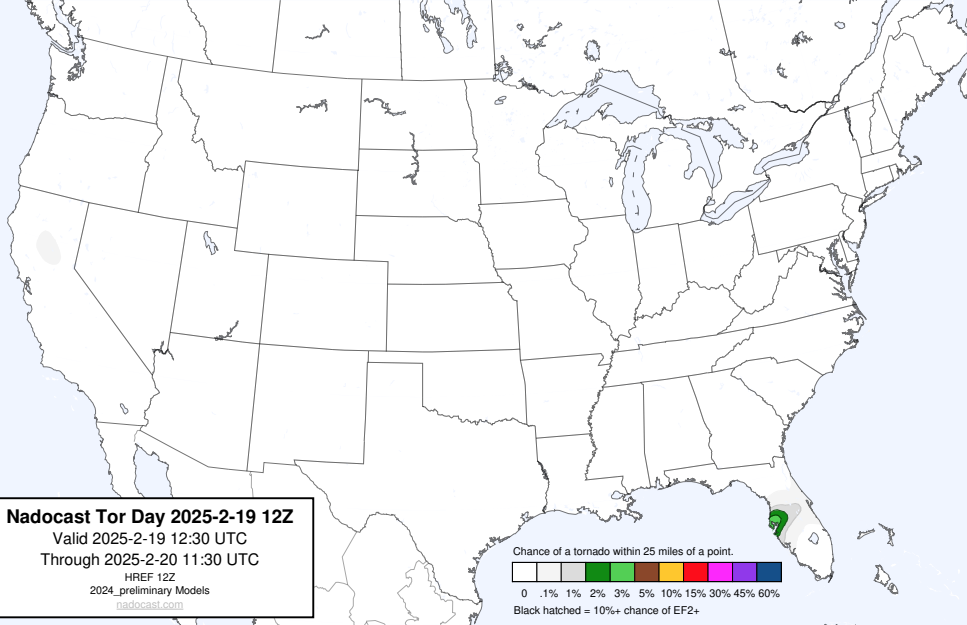 Nadocast Tor Day 2025-2-19 12Z
Valid 2025-2-19 12:30 UTC
Through 2025-2-20 11:30 UTC
HREF 12Z
2024_preliminary Models
nadocast.com
Chance of a tornado within 25 miles of a point.
0 .1% 1% 2% 3% 5% 10% 15% 30% 45% 60%
Black hatched = 10%+ chance of EF2+